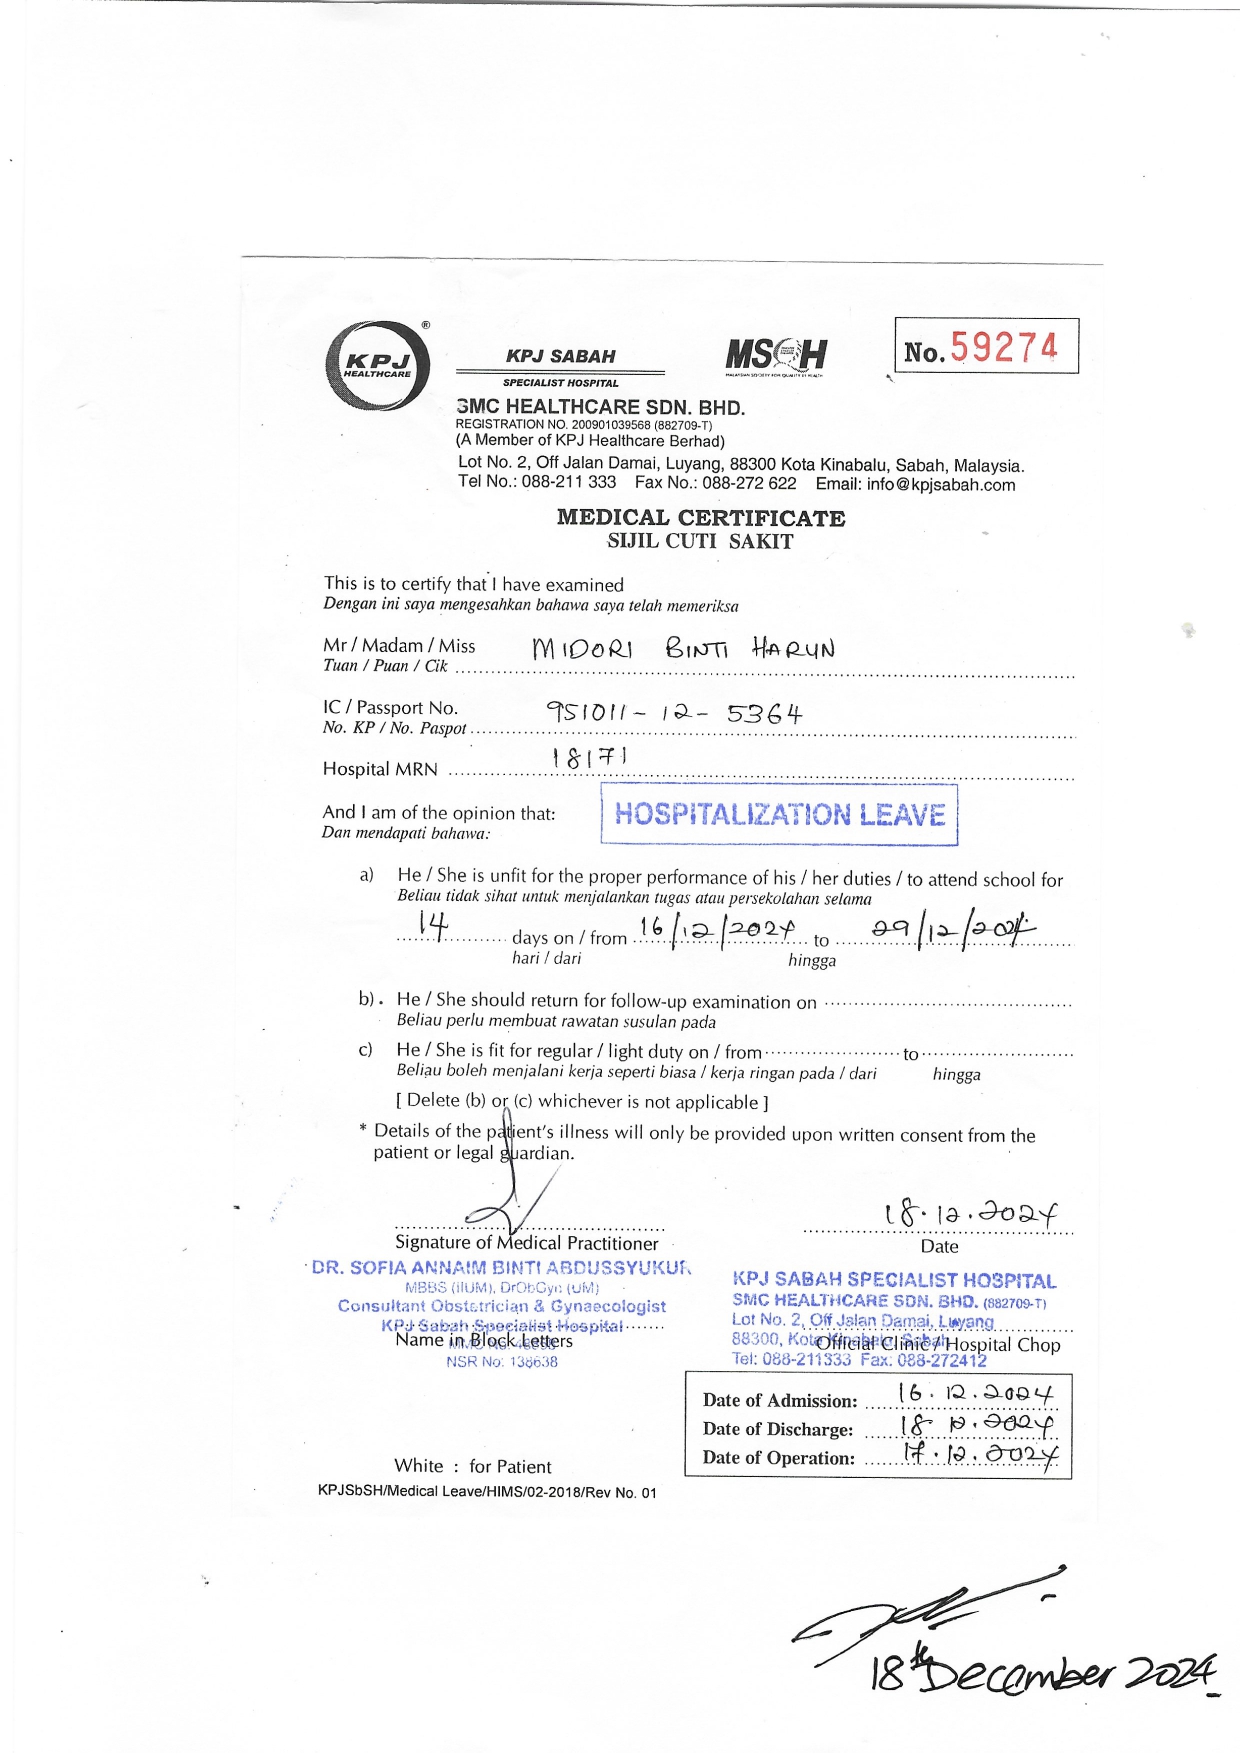 KPJ
HEALTHCARE
®
KPJ SABAH
SPECIALIST HOSPITAL
MSQH
MALAYSIAN SOCIETY FOR QUALITY IN HEALTH
No. 59274
SMC HEALTHCARE SDN. BHD.
REGISTRATION NO. 200901039568 (882709-T)
(A Member of KPJ Healthcare Berhad)
Lot No. 2, Off Jalan Damai, Luyang, 88300 Kota Kinabalu, Sabah, Malaysia.
Tel No.: 088-211 333 Fax No.: 088-272 622 Email: info@kpjsabah.com
MEDICAL CERTIFICATE
SIJIL CUTI SAKIT
This is to certify that I have examined
Dengan ini saya mengesahkan bahawa saya telah memeriksa
Mr / Madam / Miss MIDORI BINTI HARUN
Tuan / Puan / Cik
IC / Passport No. 951011-12-5364
No. KP / No. Paspot
Hospital MRN 18171
And I am of the opinion that: HOSPITALIZATION LEAVE
Dan mendapati bahawa:
a) He / She is unfit for the proper performance of his / her duties / to attend school for
Beliau tidak sihat untuk menjalankan tugas atau persekolahan selama
14 days on / from 16/12/2024 to 29/12/2024
hari / dari hingga
b). He / She should return for follow-up examination on
Beliau perlu membuat rawatan susulan pada
c) He / She is fit for regular / light duty on / from to
Beliau boleh menjalani kerja seperti biasa / kerja ringan pada / dari hingga
[ Delete (b) or (c) whichever is not applicable ]
* Details of the patient's illness will only be provided upon written consent from the
patient or legal guardian.
18.12.2024
Signature of Medical Practitioner Date
DR. SOFIA ANNAIM BINTI ABDUSSYUKUR
MBBS (IIUM), DrObGyn (UM)
Consultant Obstetrician & Gynaecologist
KPJ Sabah Specialist Hospital
Name in Block Letters
NSR No: 138638
KPJ SABAH SPECIALIST HOSPITAL
SMC HEALTHCARE SDN. BHD. (882709-T)
Lot No. 2, Off Jalan Damai, Luyang
88300, Kota Kinabalu, Sabah
Official Clinic / Hospital Chop
Tel: 088-211333 Fax: 088-272412
Date of Admission: 16.12.2024
Date of Discharge: 18.12.2024
Date of Operation: 17.12.2024
White : for Patient
KPJSbSH/Medical Leave/HIMS/02-2018/Rev No. 01
18th December 2024